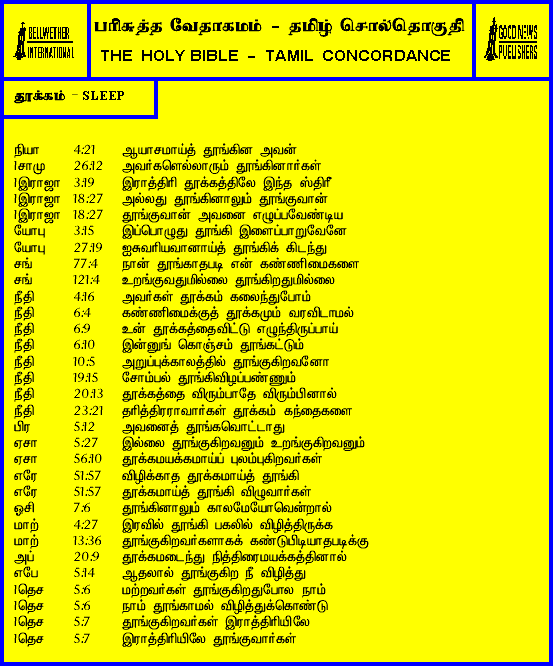 BELLWETHER
INTERNATIONAL
பரிசுத்த வேதாகமம் - தமிழ் சொல்தொகுதி
THE HOLY BIBLE - TAMIL CONCORDANCE
GOOD NEWS
PUBLISHERS
தூக்கம் - SLEEP
நியா 4:21 ஆயாசமாய்த் தூங்கின அவன்
1சாமு 26:12 அவர்களெல்லாரும் தூங்கினார்கள்
1இராஜா 3:19 இராத்திரி தூக்கத்திலே இந்த ஸ்திரீ
1இராஜா 18:27 அல்லது தூங்கினாலும் தூங்குவான்
1இராஜா 18:27 தூங்குவான் அவனை எழுப்பவேண்டிய
யோபு 3:15 இப்பொழுது தூங்கி இளைப்பாறுவேனே
யோபு 27:19 ஐசுவரியவானாய்த் தூங்கிக் கிடந்து
சங் 77:4 நான் தூங்காதபடி என் கண்ணிமைகளை
சங் 121:4 உறங்குவதுமில்லை தூங்கிறதுமில்லை
நீதி 4:16 அவர்கள் தூக்கம் கலைந்துபோம்
நீதி 6:4 கண்ணிமைக்குத் தூக்கமும் வரவிடாமல்
நீதி 6:9 உன் தூக்கத்தைவிட்டு எழுந்திருப்பாய்
நீதி 6:10 இன்னுங் கொஞ்சம் தூங்கட்டும்
நீதி 10:5 அறுப்புக்காலத்தில் தூங்குகிறவனோ
நீதி 19:15 சோம்பல் தூங்கிவிழப்பண்ணும்
நீதி 20:13 தூக்கத்தை விரும்பாதே விரும்பினால்
நீதி 23:21 தரித்திரராவார்கள் தூக்கம் கந்தைகளை
பிர 5:12 அவனைத் தூங்கவொட்டாது
ஏசா 5:27 இல்லை தூங்குகிறவனும் உறங்குகிறவனும்
ஏசா 56:10 தூக்கமயக்கமாய்ப் புலம்புகிறவர்கள்
எரே 51:57 விழிக்காத தூக்கமாய்த் தூங்கி
எரே 51:57 தூக்கமாய்த் தூங்கி விழுவார்கள்
ஓசி 7:6 தூங்கினாலும் காலமேயோவென்றால்
மாற் 4:27 இரவில் தூங்கி பகலில் விழித்திருக்க
மாற் 13:36 தூங்குகிறவர்களாகக் கண்டுபிடியாதபடிக்கு
அப் 20:9 தூக்கமடைந்து நித்திரைமயக்கத்தினால்
எபே 5:14 ஆதலால் தூங்குகிற நீ விழித்து
1தெச 5:6 மற்றவர்கள் தூங்குகிறதுபோல நாம்
1தெச 5:6 நாம் தூங்காமல் விழித்துக்கொண்டு
1தெச 5:7 தூங்குகிறவர்கள் இராத்திரியிலே
1தெச 5:7 இராத்திரியிலே தூங்குவார்கள்